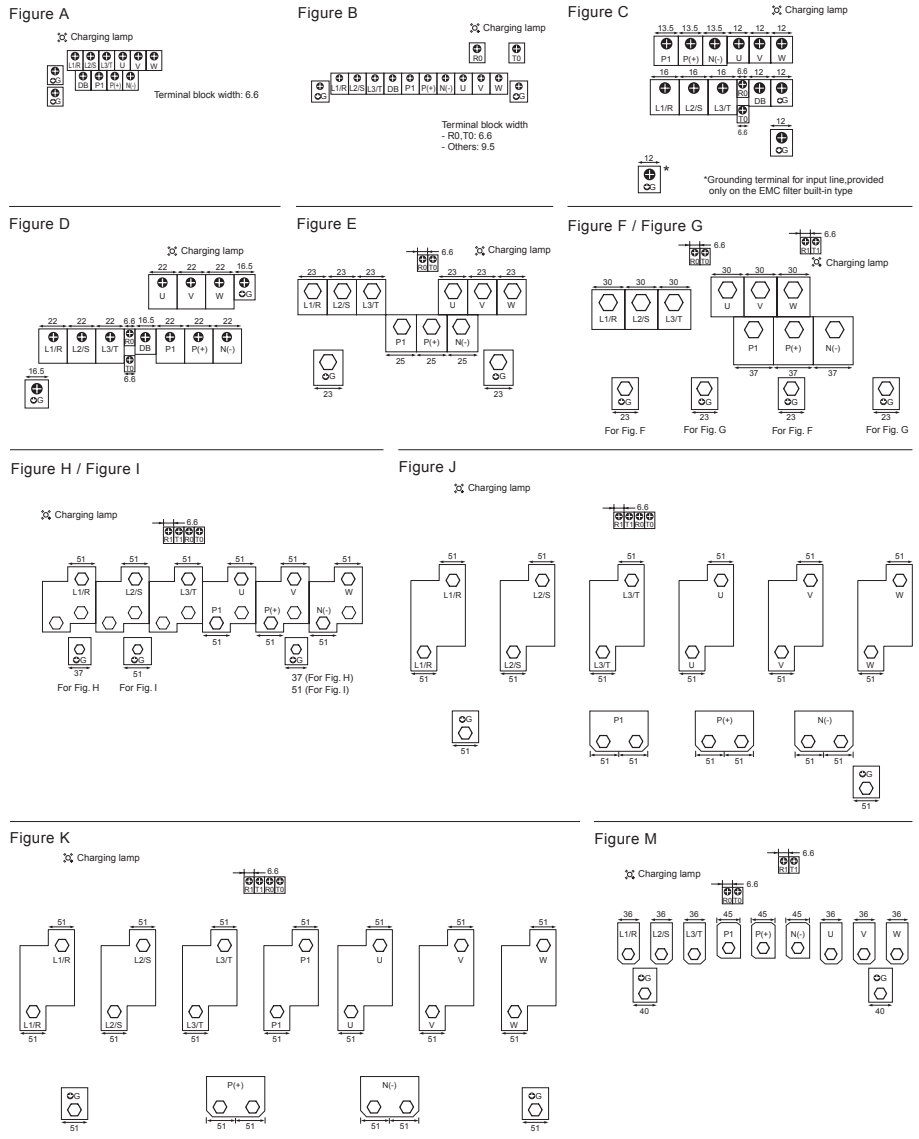 Figure A
Charging lamp
L1/R L2/S L3/T U V W
G DB P1 P(+) N(-)
G
Terminal block width: 6.6
Figure B
Charging lamp
R0 T0
G L1/R L2/S L3/T DB P1 P(+) N(-) U V W G
Terminal block width
- R0,T0: 6.6
- Others: 9.5
Figure C
Charging lamp
13.5 13.5 13.5 12 12 12
P1 P(+) N(-) U V W
16 16 16 6.6 12 12
L1/R L2/S L3/T R0 DB G
T0
6.6
12
G
12
G
*
*Grounding terminal for input line,provided
only on the EMC filter built-in type
Figure D
Charging lamp
22 22 22 16.5
U V W G
22 22 22 6.6 16.5 22 22 22
L1/R L2/S L3/T R0 DB P1 P(+) N(-)
T0
6.6
16.5
G
Figure E
6.6
R0 T0
Charging lamp
23 23 23 23 23 23
L1/R L2/S L3/T U V W
P1 P(+) N(-)
25 25 25
G G
23 23
Figure F / Figure G
6.6
R1 T1
6.6
R0 T0
Charging lamp
30 30 30 30 30 30
L1/R L2/S L3/T U V W
P1 P(+) N(-)
37 37 37
G G G G
23 23 23 23
For Fig. F For Fig. G For Fig. F For Fig. G
Figure H / Figure I
Charging lamp
6.6
R1 T1 R0 T0
51 51 51 51 51 51
L1/R L2/S L3/T U V W
P1 P(+) N(-)
51 51 51
G G G
37 51 37 (For Fig. H)
For Fig. H For Fig. I 51 (For Fig. I)
Figure J
Charging lamp
6.6
R1 T1 R0 T0
51 51 51 51 51 51
L1/R L2/S L3/T U V W
L1/R L2/S L3/T U V W
51 51 51 51 51 51
G P1 P(+) N(-)
51 51 51 51 51 51 51
G
51
Figure K
Charging lamp
6.6
R1 T1 R0 T0
51 51 51 51 51 51 51
L1/R L2/S L3/T P1 U V W
L1/R L2/S L3/T P1 U V W
51 51 51 51 51 51 51
G P(+) N(-) G
51 51 51 51 51 51
Figure M
6.6
R1 T1
Charging lamp
6.6
R0 T0
36 36 36 45 45 45 36 36 36
L1/R L2/S L3/T P1 P(+) N(-) U V W
G G
40 40